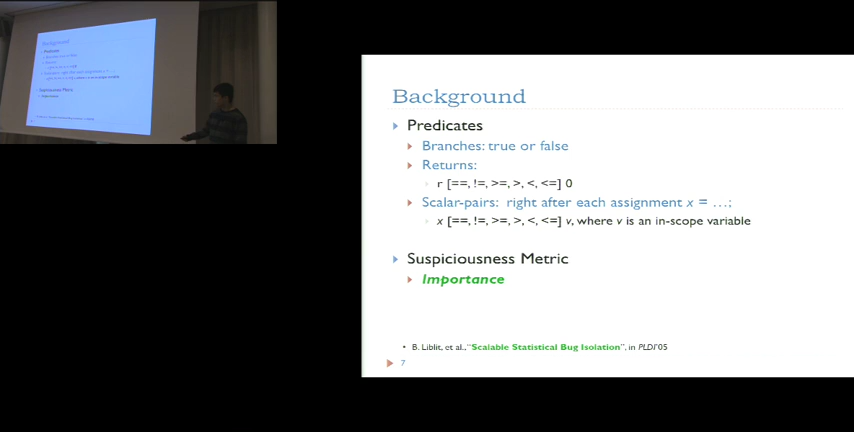 Background
Predicates
Branches: true or false
Returns:
r [==, !=, >=, >, <, <=] 0
Scalar-pairs: right after each assignment x = …;
x [==, !=, >=, >, <, <=] v, where v is an in-scope variable
Suspiciousness Metric
Importance
• B. Liblit, et al., “Scalable Statistical Bug Isolation”, in PLDI'05
7